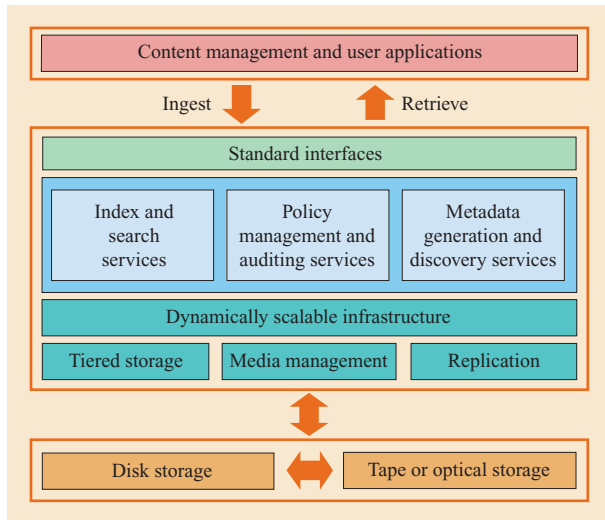 Content management and user applications
Ingest
Retrieve
Standard interfaces
Index and
search
services
Policy
management and
auditing services
Metadata
generation and
discovery services
Dynamically scalable infrastructure
Tiered storage
Media management
Replication
Disk storage
Tape or optical storage